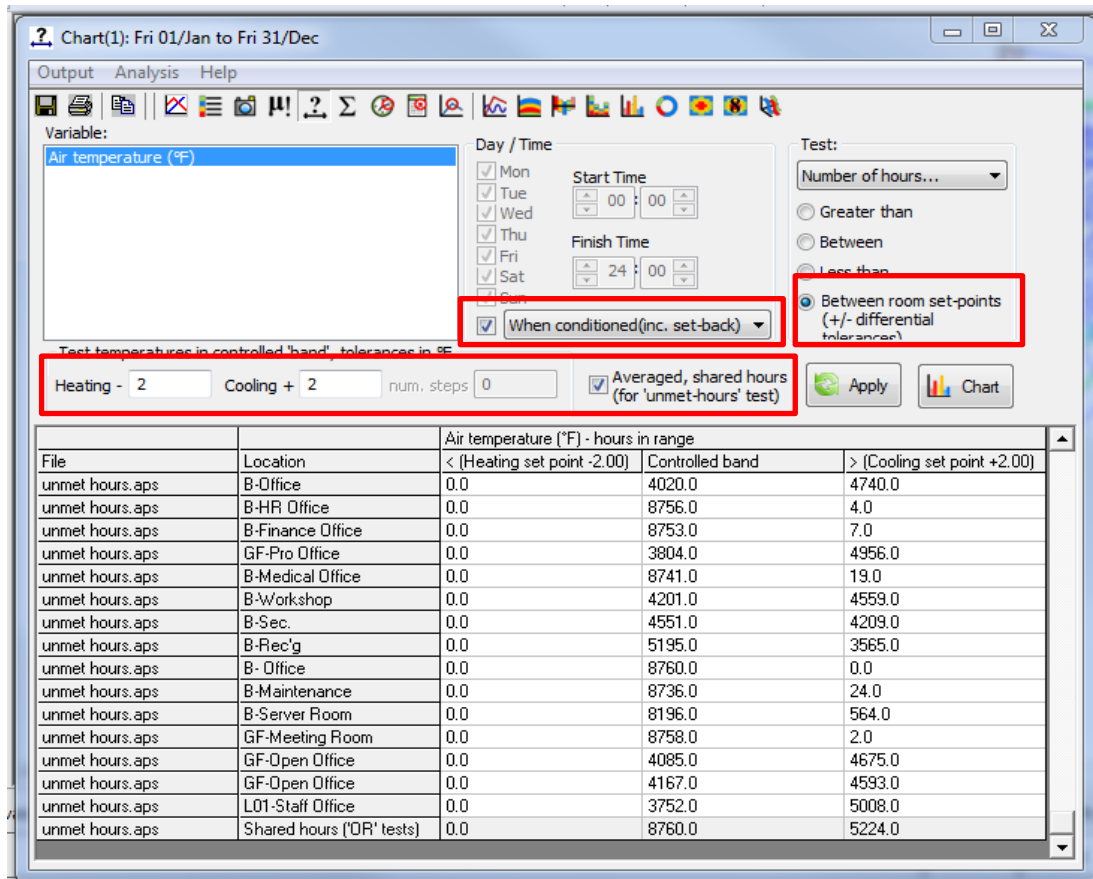 Chart(1): Fri 01/Jan to Fri 31/Dec
Output Analysis Help
Variable:
Air temperature (°F)
Day / Time
Mon
Tue
Wed
Thu
Fri
Sat
Sun
Start Time
00 : 00
Finish Time
24 : 00
When conditioned(inc. set-back)
Test:
Number of hours...
Greater than
Between
Less than
Between room set-points
(+/- differential
tolerances)
Test temperatures in controlled 'band', tolerances in °F
Heating - 2 Cooling + 2 num. steps 0
Averaged, shared hours
(for 'unmet-hours' test)
Apply Chart
Air temperature (°F) - hours in range
File Location < (Heating set point -2.00) Controlled band > (Cooling set point +2.00)
unmet hours.aps B-Office 0.0 4020.0 4740.0
unmet hours.aps B-HR Office 0.0 8756.0 4.0
unmet hours.aps B-Finance Office 0.0 8753.0 7.0
unmet hours.aps GF-Pro Office 0.0 3804.0 4956.0
unmet hours.aps B-Medical Office 0.0 8741.0 19.0
unmet hours.aps B-Workshop 0.0 4201.0 4559.0
unmet hours.aps B-Sec. 0.0 4551.0 4209.0
unmet hours.aps B-Rec'g 0.0 5195.0 3565.0
unmet hours.aps B- Office 0.0 8760.0 0.0
unmet hours.aps B-Maintenance 0.0 8736.0 24.0
unmet hours.aps B-Server Room 0.0 8196.0 564.0
unmet hours.aps GF-Meeting Room 0.0 8758.0 2.0
unmet hours.aps GF-Open Office 0.0 4085.0 4675.0
unmet hours.aps GF-Open Office 0.0 4167.0 4593.0
unmet hours.aps L01-Staff Office 0.0 3752.0 5008.0
unmet hours.aps Shared hours ('OR' tests) 0.0 8760.0 5224.0